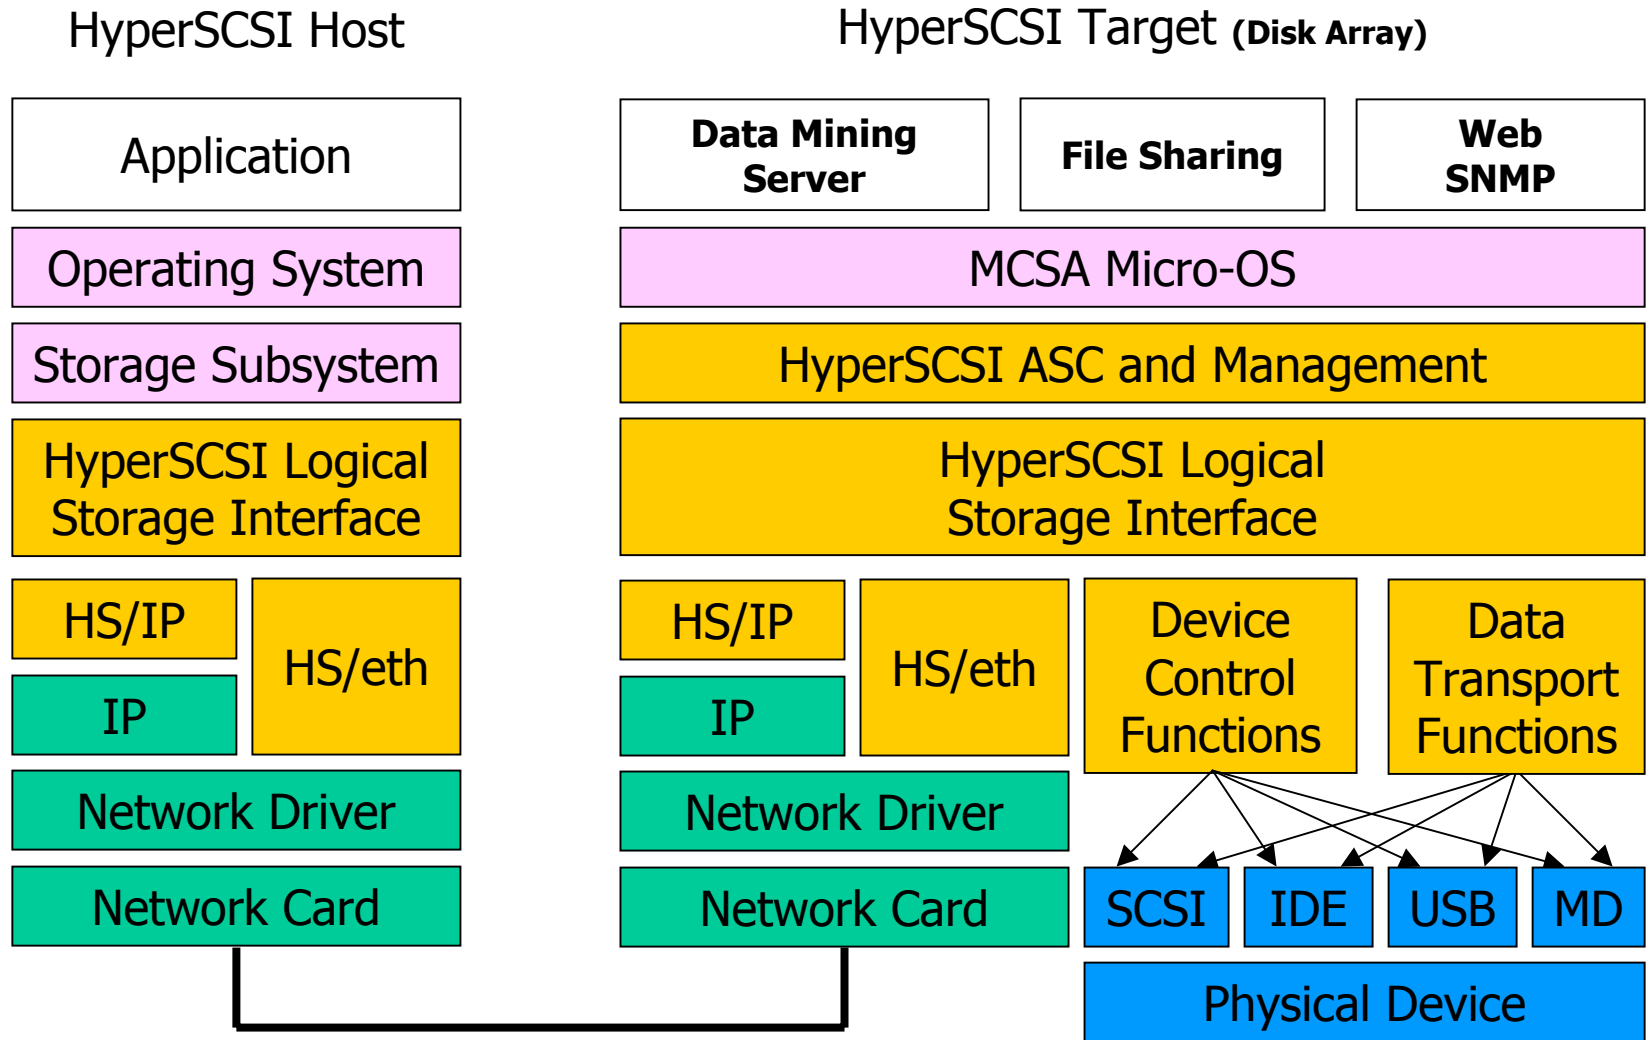 HyperSCSI Host
HyperSCSI Target (Disk Array)
Application
Data Mining
Server
File Sharing
Web
SNMP
Operating System
MCSA Micro-OS
Storage Subsystem
HyperSCSI ASC and Management
HyperSCSI Logical
Storage Interface
HyperSCSI Logical
Storage Interface
HS/IP
HS/eth
IP
HS/IP
HS/eth
IP
Device
Control
Functions
Data
Transport
Functions
Network Driver
Network Driver
Network Card
Network Card
SCSI
IDE
USB
MD
Physical Device